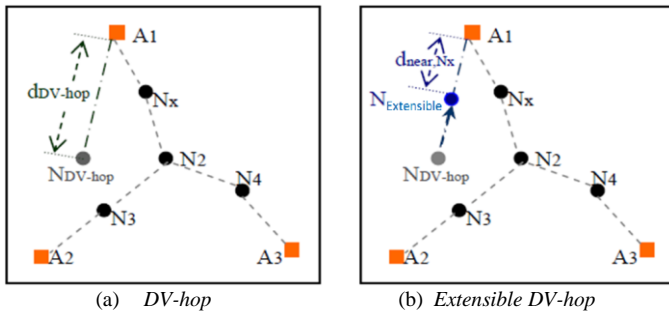 A1
dDV-hop
Nx
NDV-hop
N2
N4
N3
A2
A3
(a) DV-hop
A1
dnear,Nx
NExtensible
Nx
NDV-hop
N2
N4
N3
A2
A3
(b) Extensible DV-hop